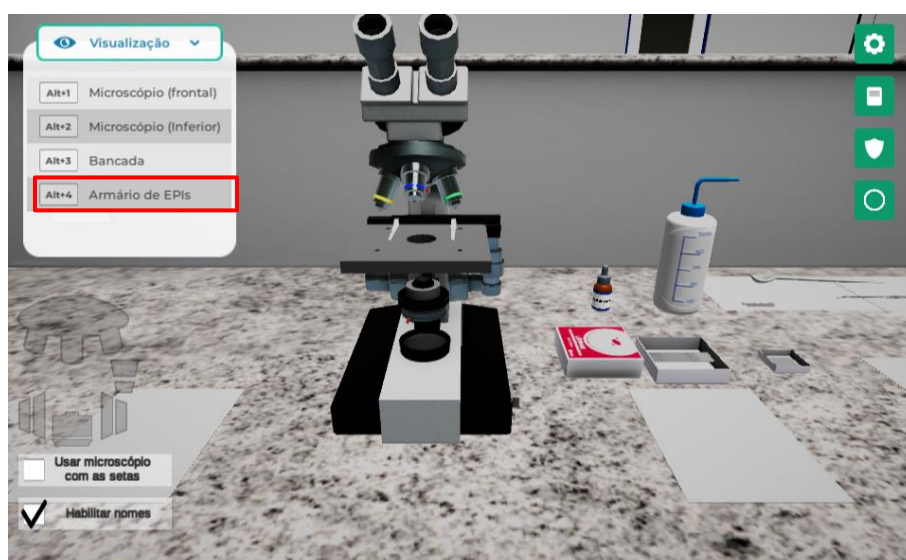 Visualização
Alt+1 Microscópio (frontal)
Alt+2 Microscópio (Inferior)
Alt+3 Bancada
Alt+4 Armário de EPIs
Usar microscópio
com as setas
Habilitar nomes